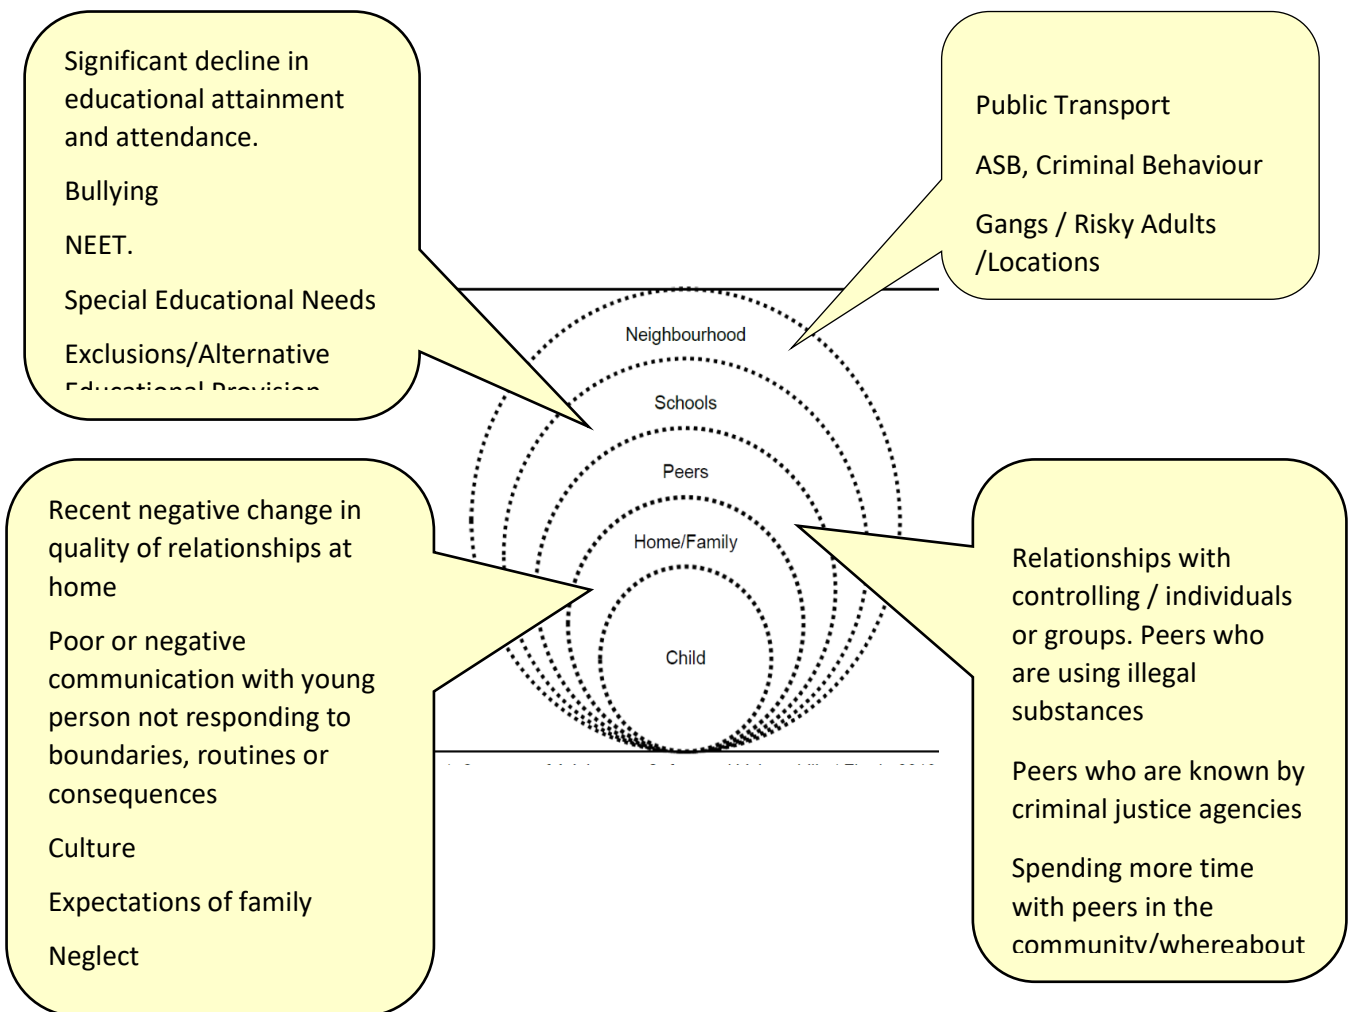 Significant decline in
educational attainment
and attendance.
Bullying
NEET.
Special Educational Needs
Exclusions/Alternative
Educational Provision
Public Transport
ASB, Criminal Behaviour
Gangs / Risky Adults
/Locations
Neighbourhood
Schools
Peers
Home/Family
Child
Recent negative change in
quality of relationships at
home
Poor or negative
communication with young
person not responding to
boundaries, routines or
consequences
Culture
Expectations of family
Neglect
Relationships with
controlling / individuals
or groups. Peers who
are using illegal
substances
Peers who are known by
criminal justice agencies
Spending more time
with peers in the
community/whereabout